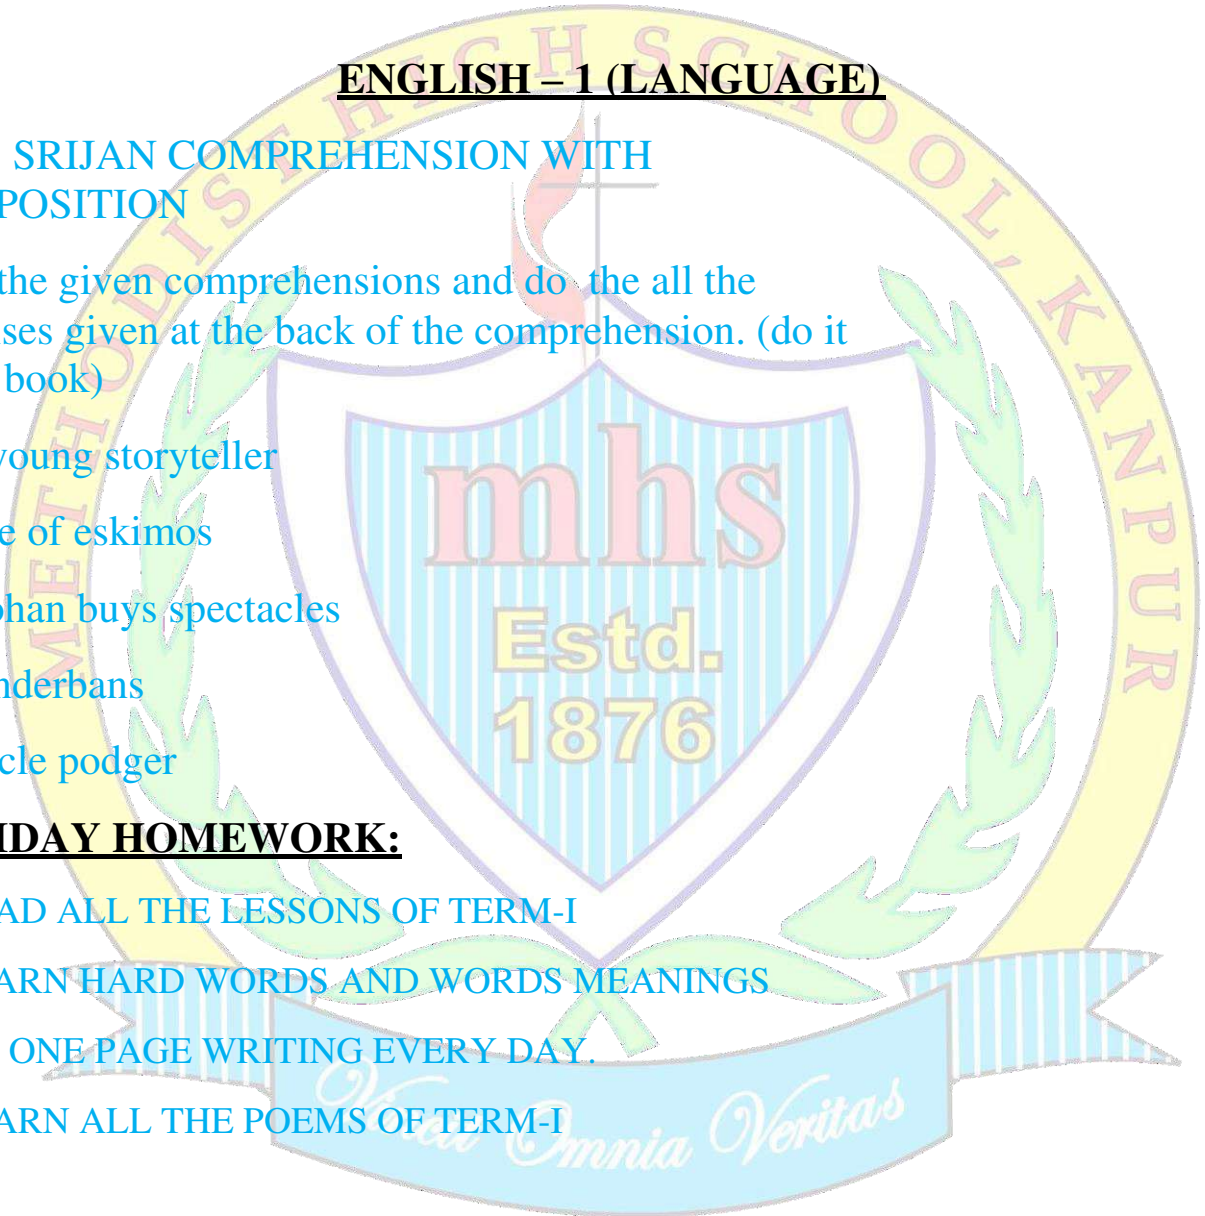 ENGLISH – 1 (LANGUAGE)
SRIJAN COMPREHENSION WITH
POSITION
the given comprehensions and do the all the
ses given at the back of the comprehension. (do it
book)
young storyteller
e of eskimos
ohan buys spectacles
nderbans
cle podger
IDAY HOMEWORK:
AD ALL THE LESSONS OF TERM-I
ARN HARD WORDS AND WORDS MEANINGS
ONE PAGE WRITING EVERY DAY.
ARN ALL THE POEMS OF TERM-I
METHODIST HIGH SCHOOL, KANPUR
mhs
Estd.
1876
Omnia Veritas